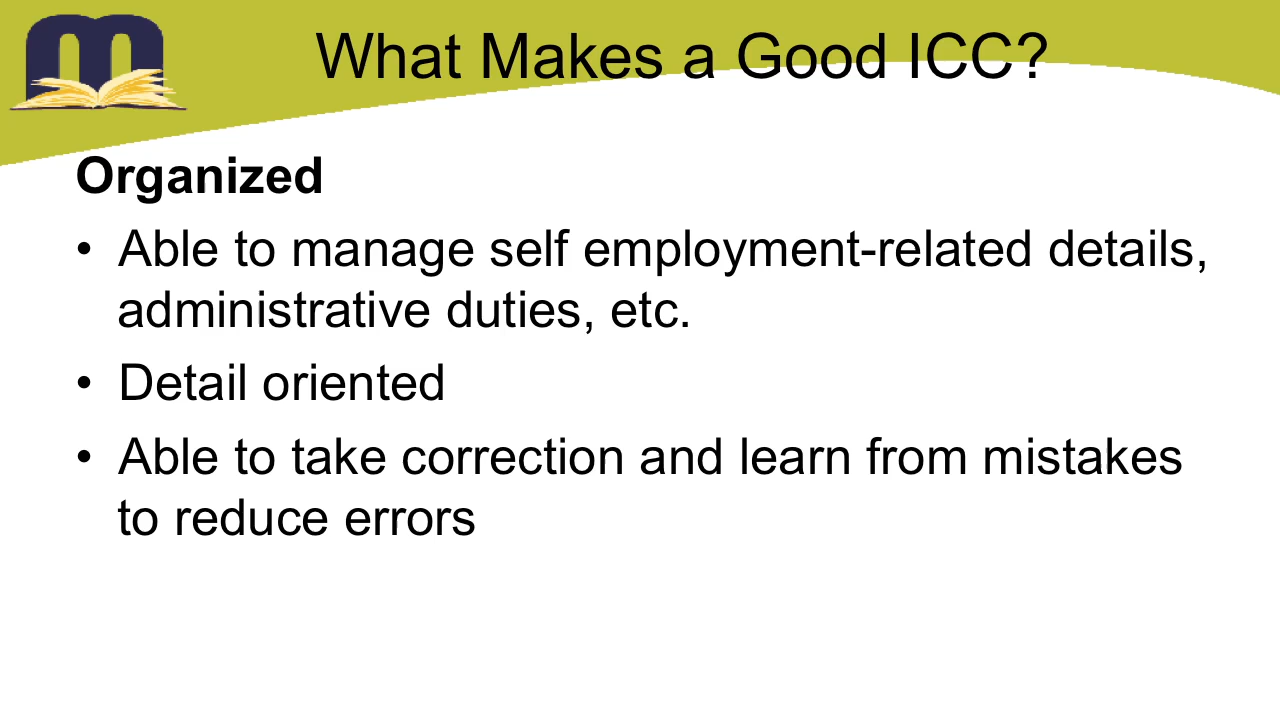 What Makes a Good ICC?
Organized
• Able to manage self employment-related details,
administrative duties, etc.
• Detail oriented
• Able to take correction and learn from mistakes
to reduce errors